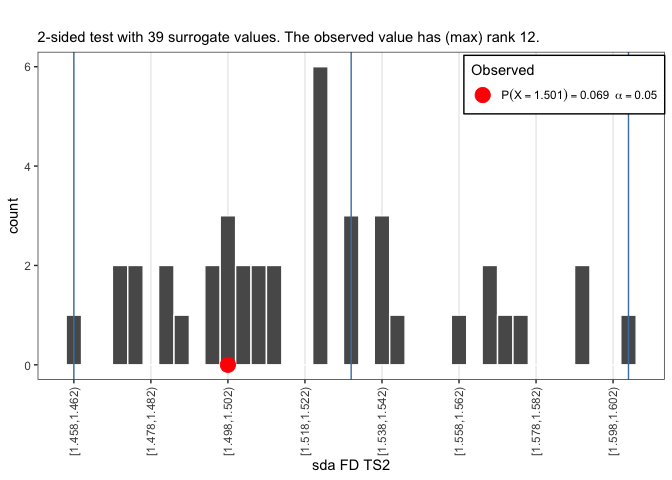 2-sided test with 39 surrogate values. The observed value has (max) rank 12.
Observed
P(X = 1.501) = 0.069 α = 0.05
6
4
2
0
count
[1.458,1.462)
[1.478,1.482)
[1.498,1.502)
[1.518,1.522)
[1.538,1.542)
[1.558,1.562)
[1.578,1.582)
[1.598,1.602)
sda FD TS2